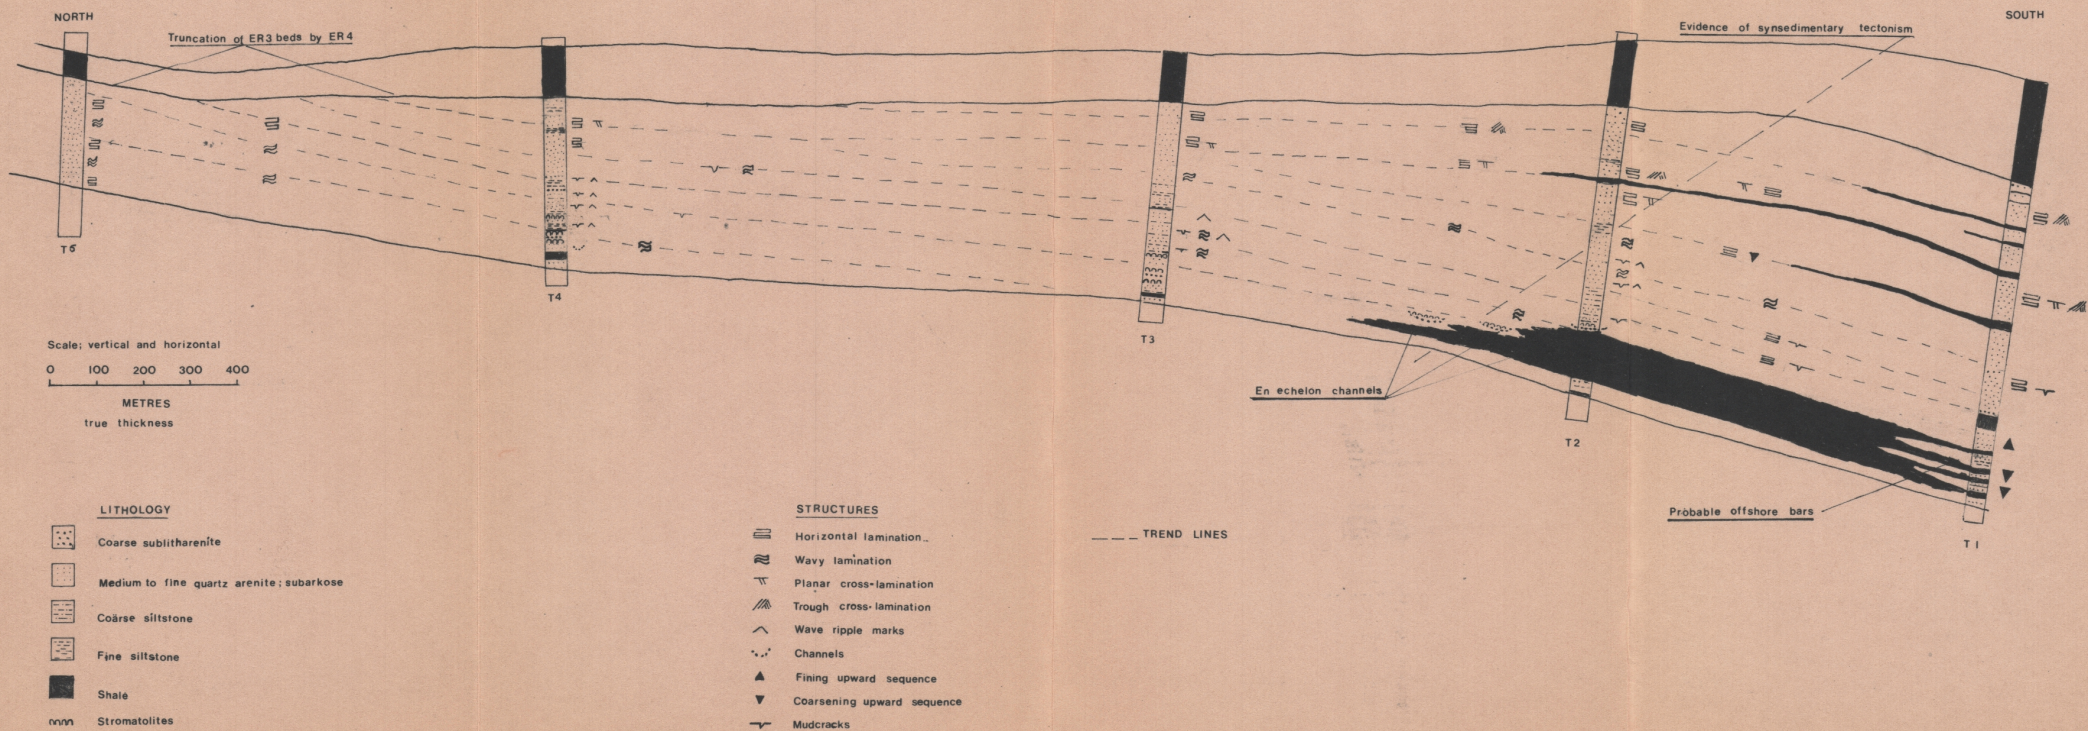 NORTH
SOUTH
Truncation of ER3 beds by ER4
Evidence of synsedimentary tectonism
T5
T4
T3
T2
T1
En echelon channels
Probable offshore bars
Scale; vertical and horizontal
0 100 200 300 400
METRES
true thickness
LITHOLOGY
Coarse sublitharenite
Medium to fine quartz arenite; subarkose
Coarse siltstone
Fine siltstone
Shale
Stromatolites
STRUCTURES
Horizontal lamination
Wavy lamination
Planar cross-lamination
Trough cross-lamination
Wave ripple marks
Channels
Fining upward sequence
Coarsening upward sequence
Mudcracks
TREND LINES